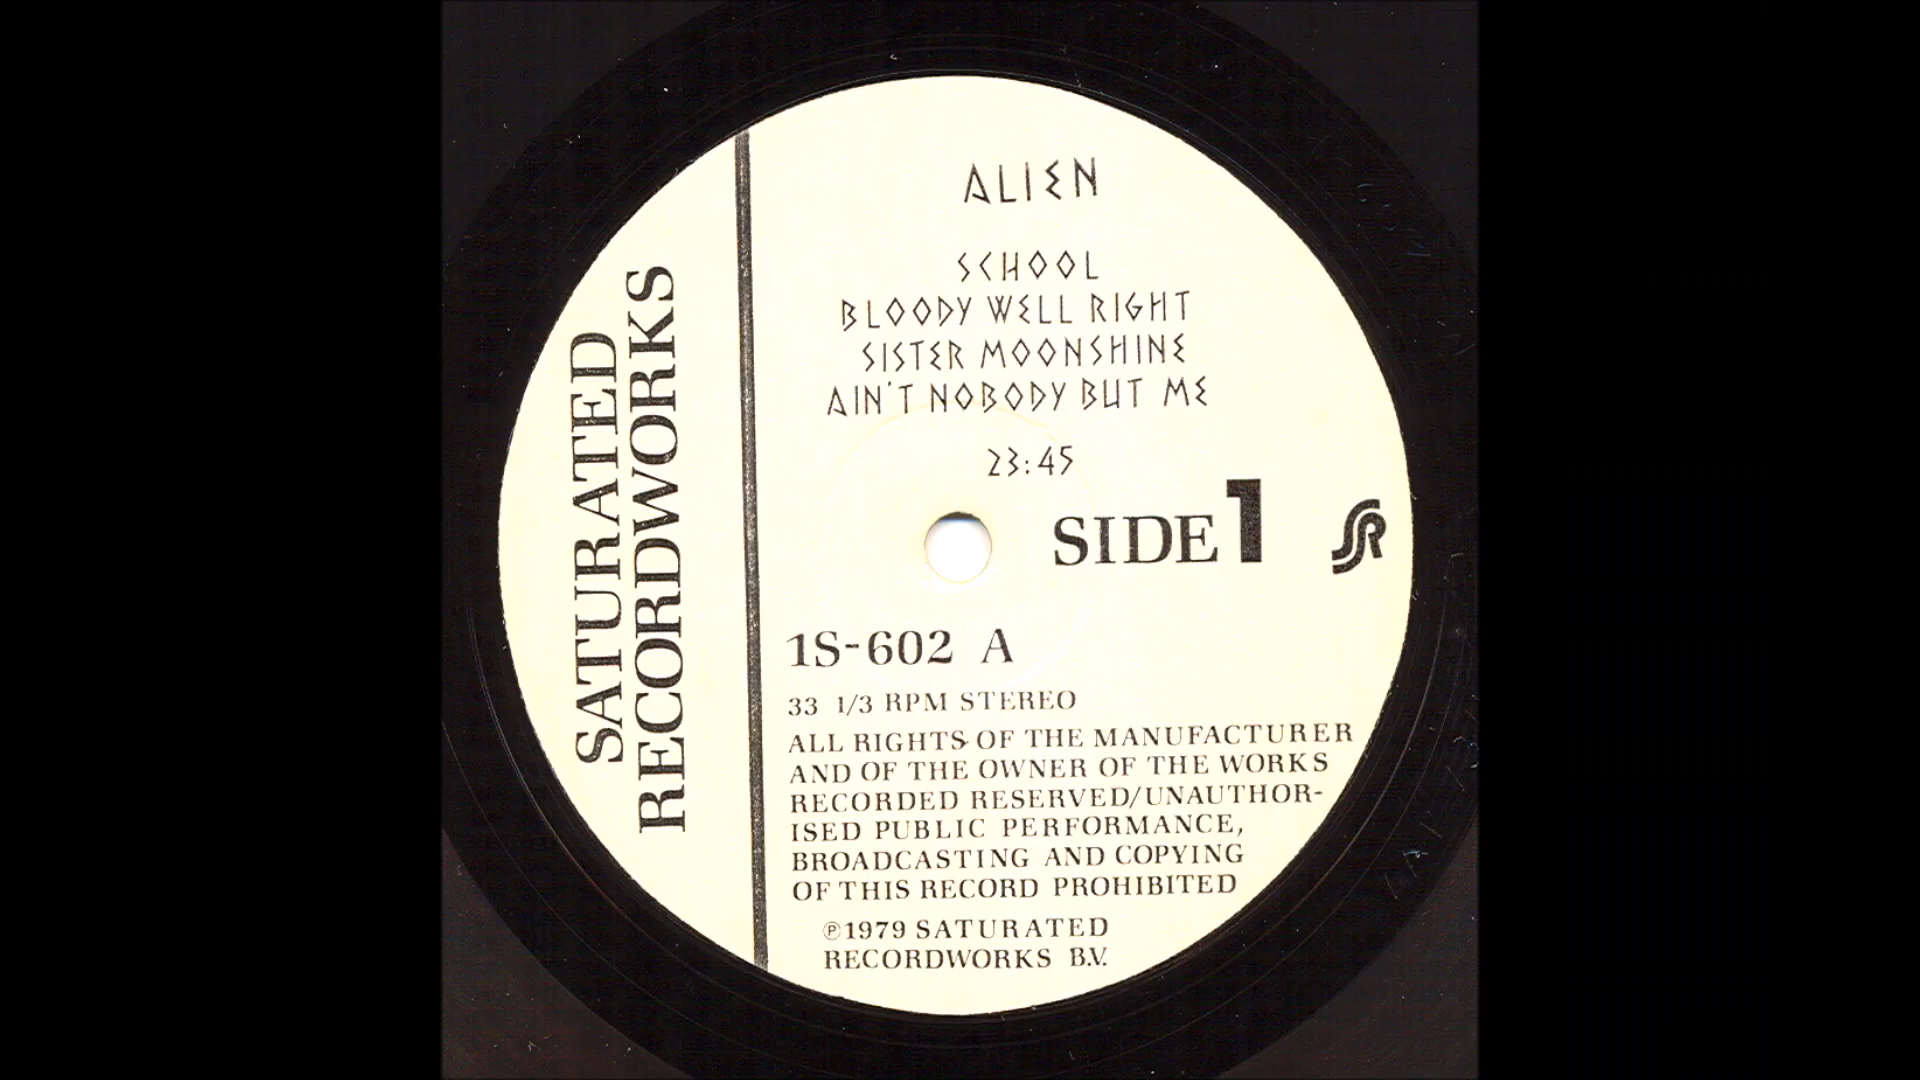 SATURATED
RECORDWORKS
ALIEN
SCHOOL
BLOODY WELL RIGHT
SISTER MOONSHINE
AIN'T NOBODY BUT ME
23:45
SIDE 1
SR
1S-602 A
33 1/3 RPM STEREO
ALL RIGHTS OF THE MANUFACTURER
AND OF THE OWNER OF THE WORKS
RECORDED RESERVED/UNAUTHOR-
ISED PUBLIC PERFORMANCE,
BROADCASTING AND COPYING
OF THIS RECORD PROHIBITED
℗1979 SATURATED
RECORDWORKS B.V.